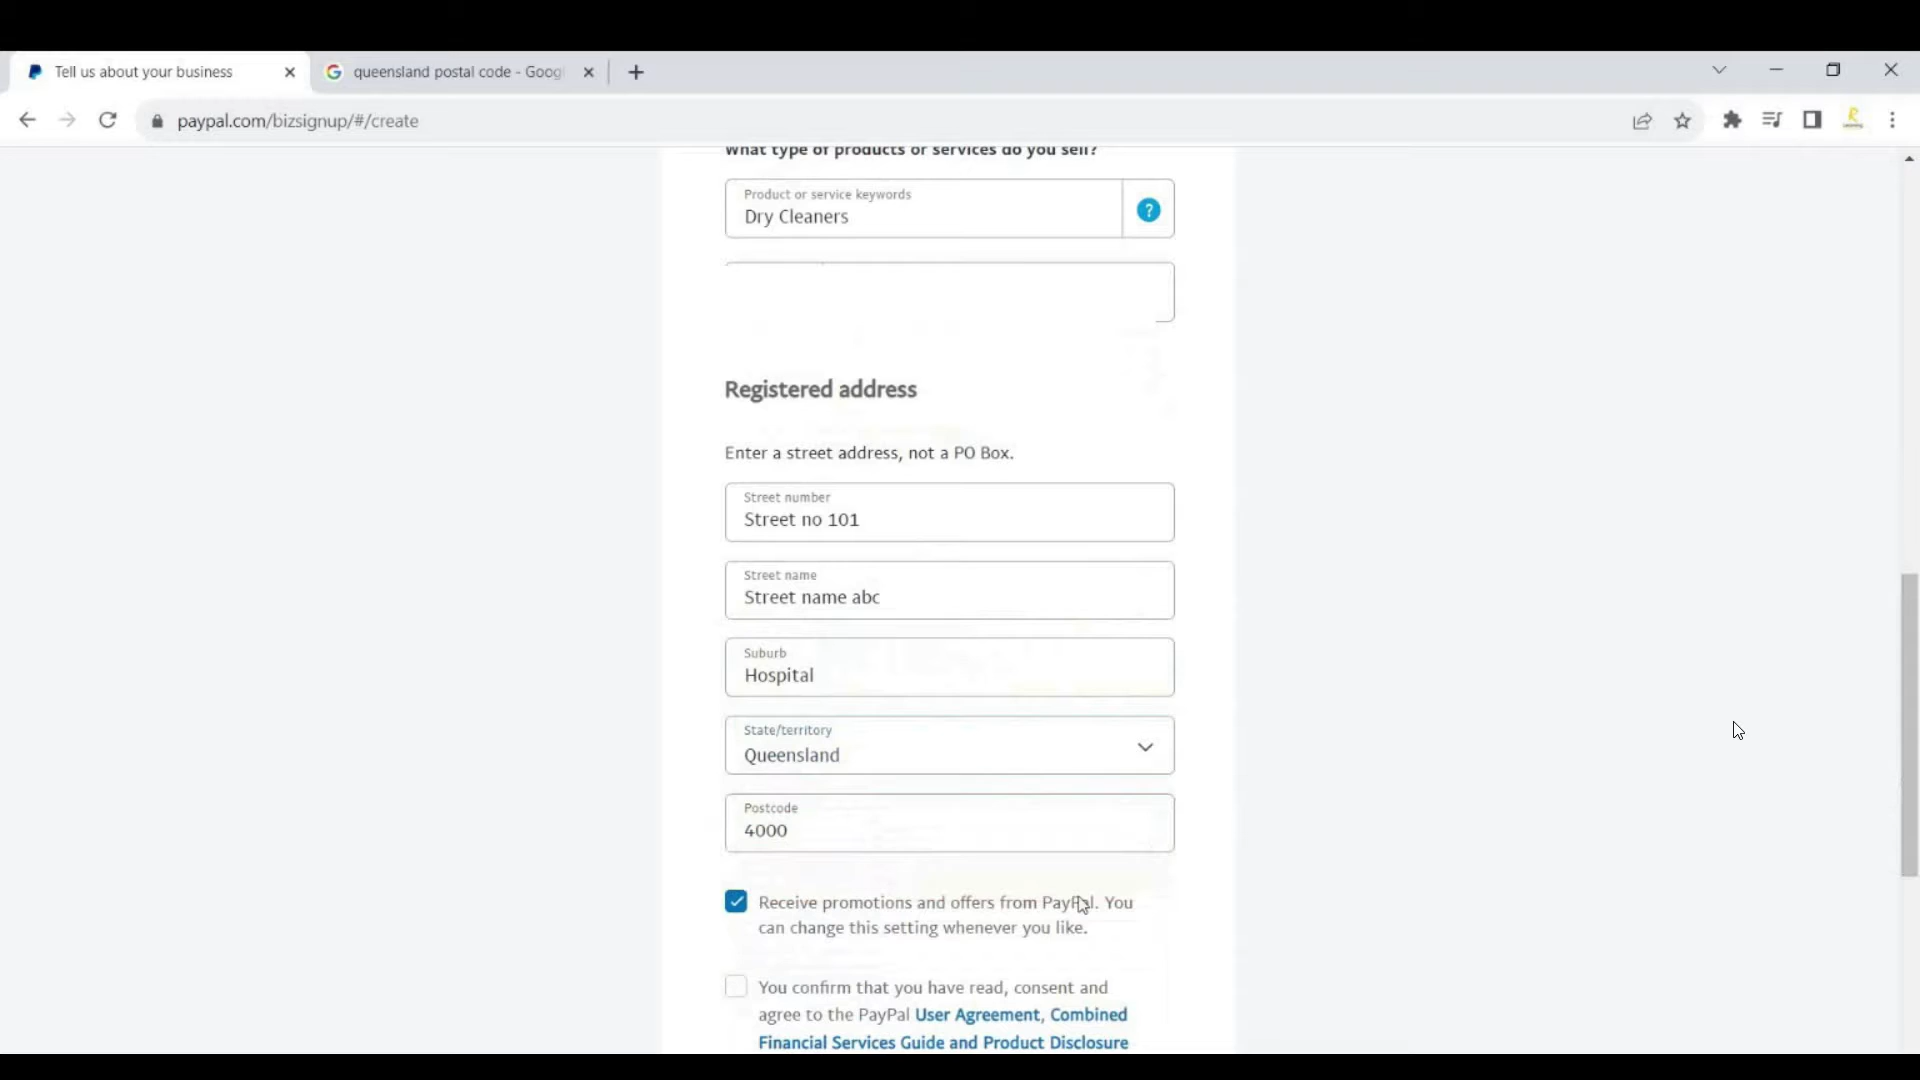 Tell us about your business
queensland postal code - Goog
paypal.com/bizsignup/#/create
What type of products or services do you sell?
Product or service keywords
Dry Cleaners
?
Registered address
Enter a street address, not a PO Box.
Street number
Street no 101
Street name
Street name abc
Suburb
Hospital
State/territory
Queensland
Postcode
4000
Receive promotions and offers from PayPal. You
can change this setting whenever you like.
You confirm that you have read, consent and
agree to the PayPal User Agreement, Combined
Financial Services Guide and Product Disclosure